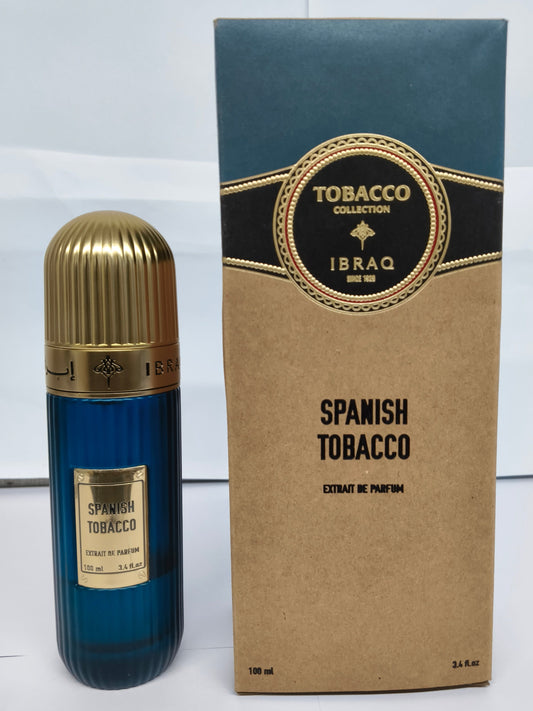 TOBACCO
COLLECTION
IBRAQ
SINCE 1928
SPANISH
TOBACCO
EXTRAIT DE PARFUM
100 ml 3.4 fl.oz
SPANISH
TOBACCO
EXTRAIT DE PARFUM
100 ml 3.4 fl.oz